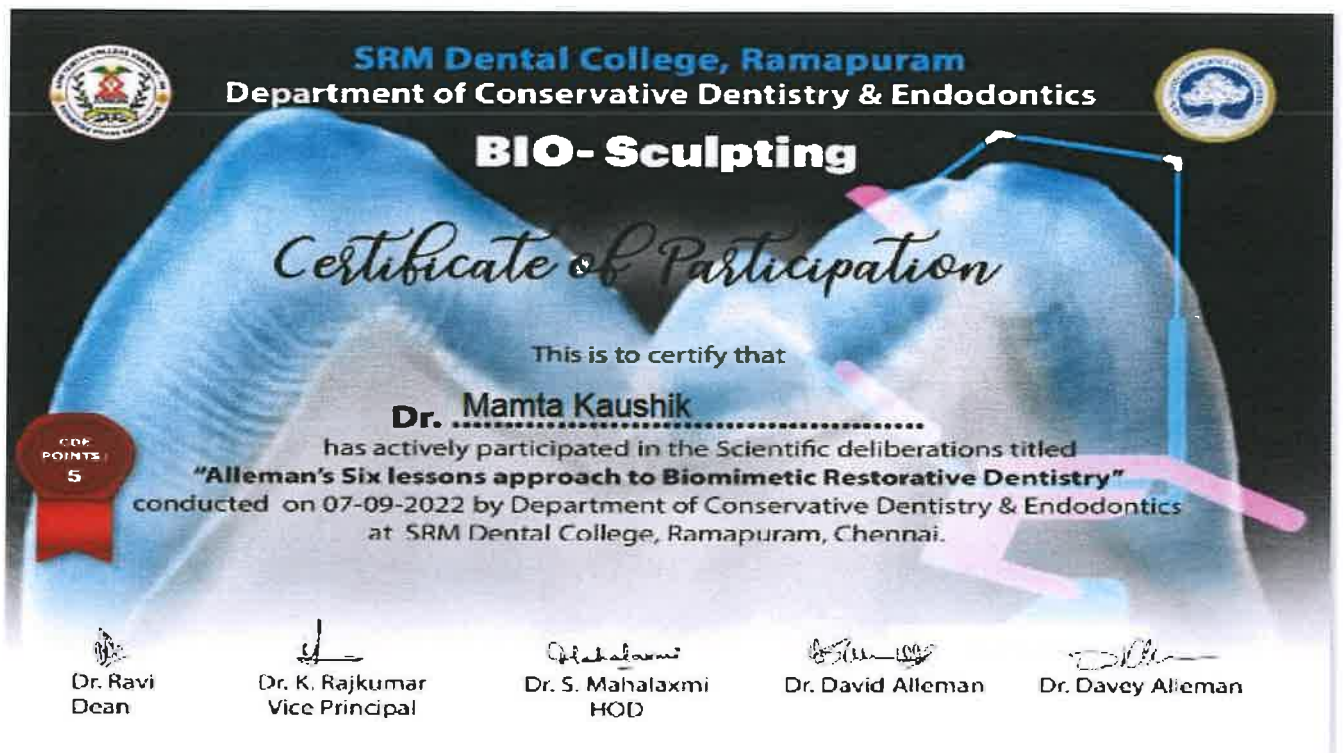 SRM Dental College, Ramapuram
Department of Conservative Dentistry & Endodontics
BIO- Sculpting
Certificate of Participation
This is to certify that
Dr. Mamta Kaushik
has actively participated in the Scientific deliberations titled
"Alleman's Six lessons approach to Biomimetic Restorative Dentistry"
conducted on 07-09-2022 by Department of Conservative Dentistry & Endodontics
at SRM Dental College, Ramapuram, Chennai.
CDE
POINTS
5
Dr. Ravi
Dean
Dr. K. Rajkumar
Vice Principal
Dr. S. Mahalaxmi
HOD
Dr. David Alleman
Dr. Davey Alleman